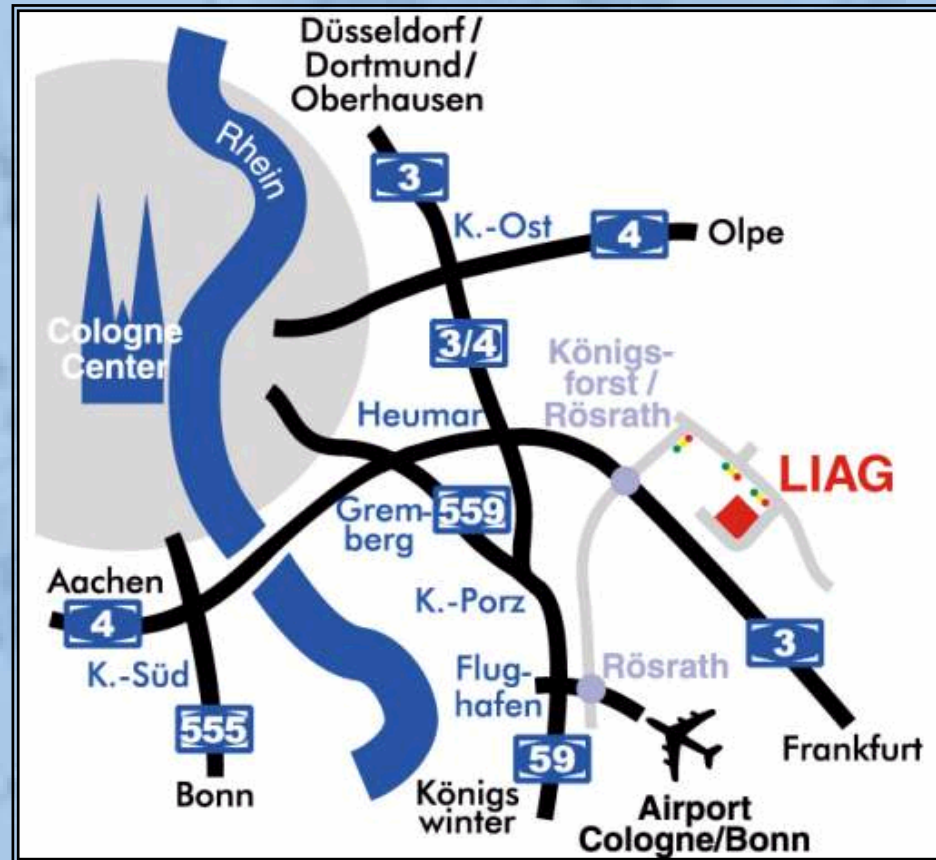 Düsseldorf/
Dortmund/
Oberhausen
Rhein
3
K.-Ost
4
Olpe
Cologne
Center
3/4
Königs-
forst /
Rösrath
Heumar
LIAG
Grem-
berg
559
Aachen
4
K.-Porz
K.-Süd
Flug-
hafen
Rösrath
3
555
Bonn
59
Frankfurt
Königs
winter
Airport
Cologne/Bonn